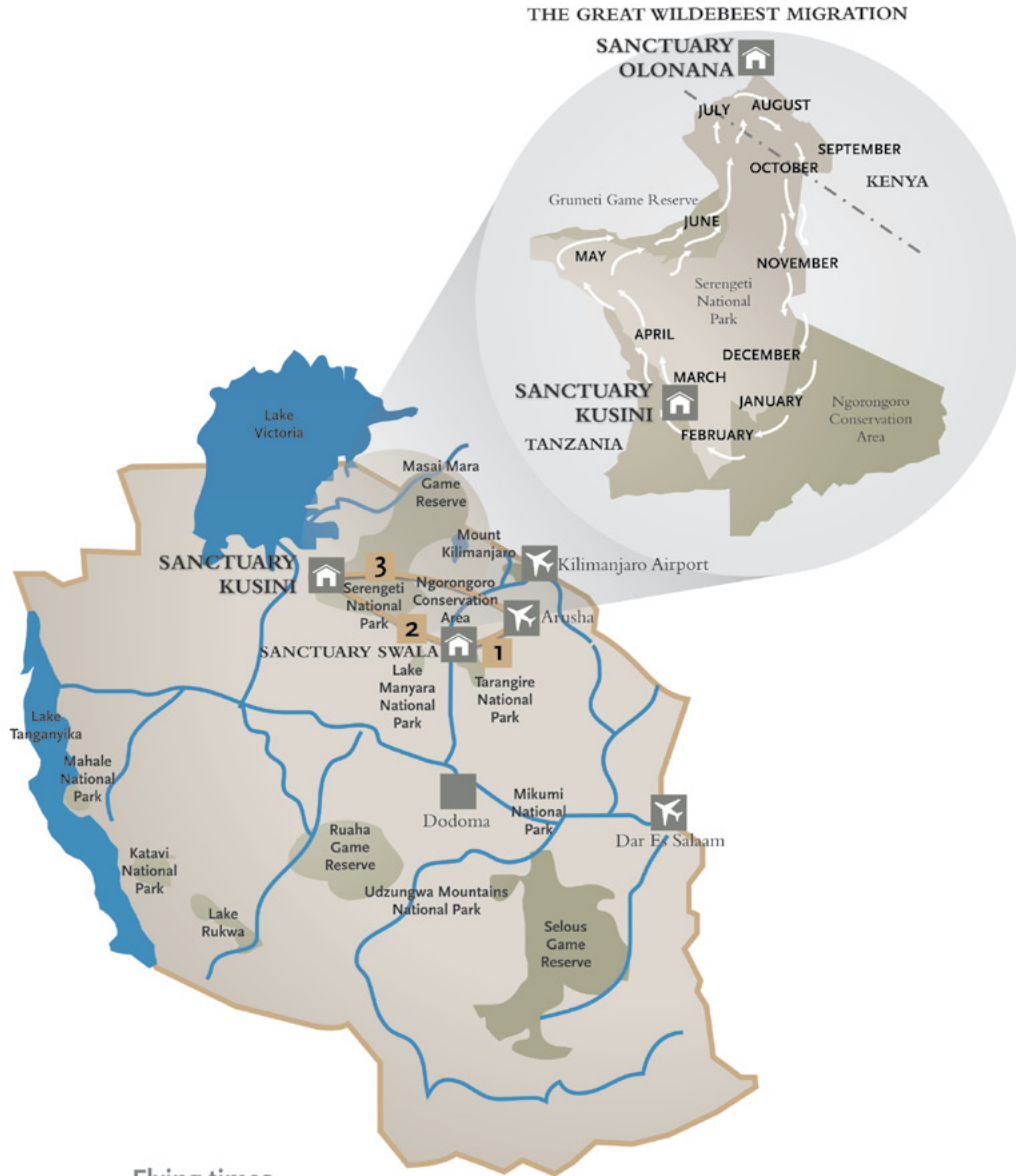 THE GREAT WILDEBEEST MIGRATION
SANCTUARY
OLONANA
JULY
AUGUST
SEPTEMBER
OCTOBER
KENYA
Grumeti Game Reserve
JUNE
MAY
NOVEMBER
Serengeti
National
Park
APRIL
DECEMBER
MARCH
SANCTUARY
KUSINI
JANUARY
Ngorongoro
Conservation
Area
TANZANIA
FEBRUARY
Lake
Victoria
Masai Mara
Game
Reserve
Mount
Kilimanjaro
Kilimanjaro Airport
SANCTUARY
KUSINI
3
Serengeti
National
Park
Ngorongoro
Conservation
Area
Arusha
2
SANCTUARY SWALA
1
Lake
Manyara
National
Park
Tarangire
National
Park
Lake
Tanganyika
Mahale
National
Park
Dodoma
Mikumi
National
Park
Dar Es Salaam
Katavi
National
Park
Ruaha
Game
Reserve
Udzungwa Mountains
National Park
Lake
Rukwa
Selous
Game
Reserve
Flying times